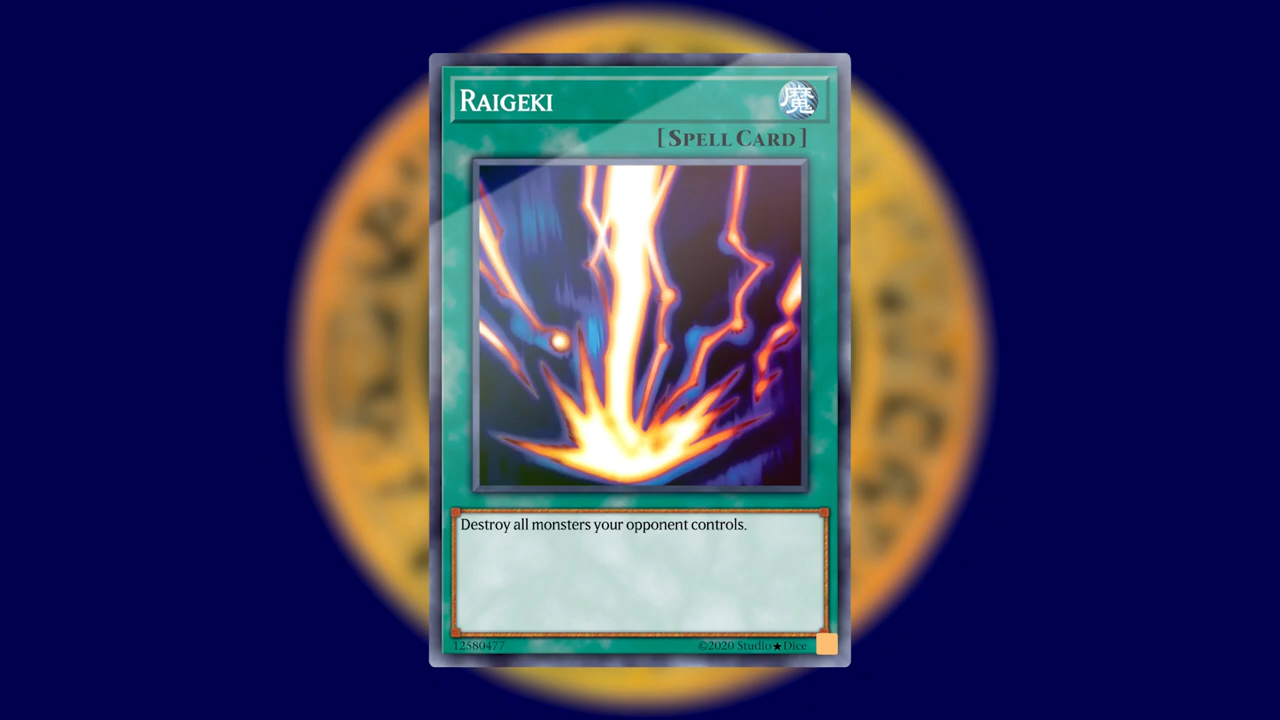 Raigeki
魔
[Spell Card]
Destroy all monsters your opponent controls.
12580477
©2020 Studio★Dice